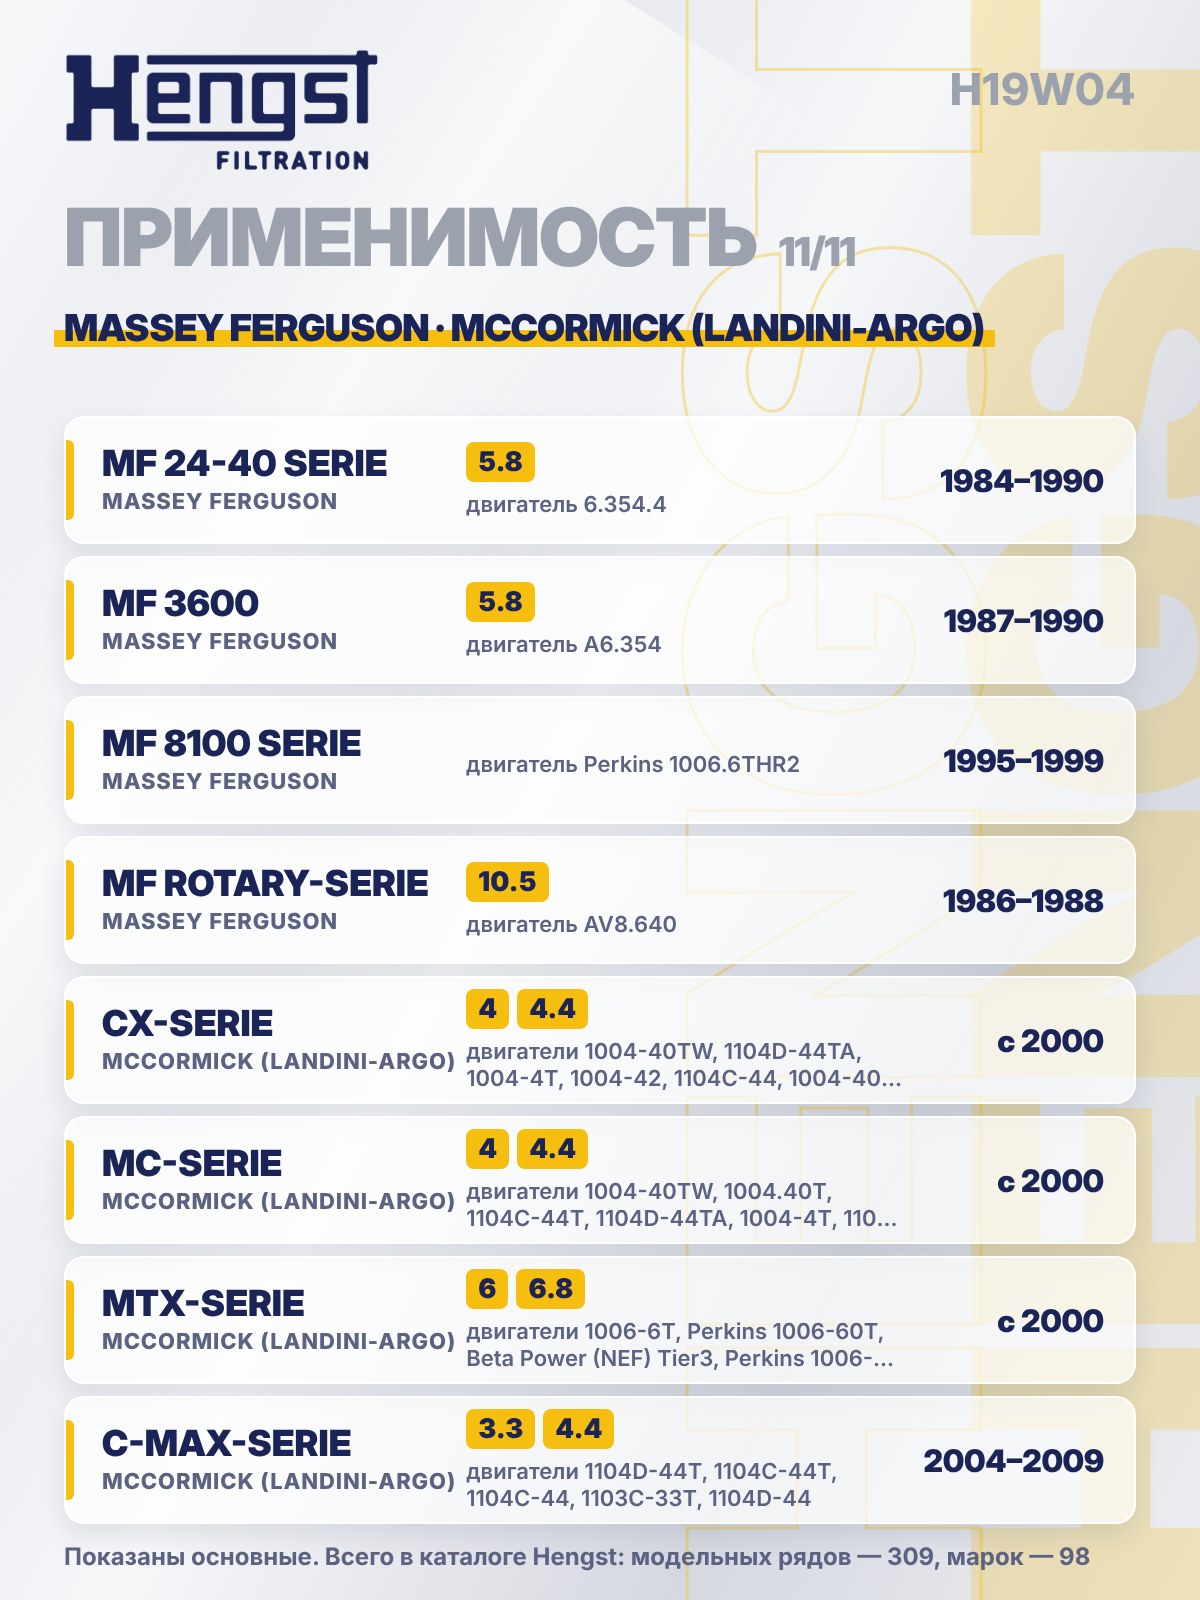 Hengst
FILTRATION
H19W04
ПРИМЕНИМОСТЬ 11/11
MASSEY FERGUSON · MCCORMICK (LANDINI-ARGO)
MF 24-40 SERIE
MASSEY FERGUSON
5.8
двигатель 6.354.4
1984–1990
MF 3600
MASSEY FERGUSON
5.8
двигатель A6.354
1987–1990
MF 8100 SERIE
MASSEY FERGUSON
двигатель Perkins 1006.6THR2
1995–1999
MF ROTARY-SERIE
MASSEY FERGUSON
10.5
двигатель AV8.640
1986–1988
CX-SERIE
MCCORMICK (LANDINI-ARGO)
4 4.4
двигатели 1004-40TW, 1104D-44TA,
1004-4T, 1004-42, 1104C-44, 1004-40...
с 2000
MC-SERIE
MCCORMICK (LANDINI-ARGO)
4 4.4
двигатели 1004-40TW, 1004.40T,
1104C-44T, 1104D-44TA, 1004-4T, 110...
с 2000
MTX-SERIE
MCCORMICK (LANDINI-ARGO)
6 6.8
двигатели 1006-6T, Perkins 1006-60T,
Beta Power (NEF) Tier3, Perkins 1006-...
с 2000
C-MAX-SERIE
MCCORMICK (LANDINI-ARGO)
3.3 4.4
двигатели 1104D-44T, 1104C-44T,
1104C-44, 1103C-33T, 1104D-44
2004–2009
Показаны основные. Всего в каталоге Hengst: модельных рядов — 309, марок — 98
HENGST